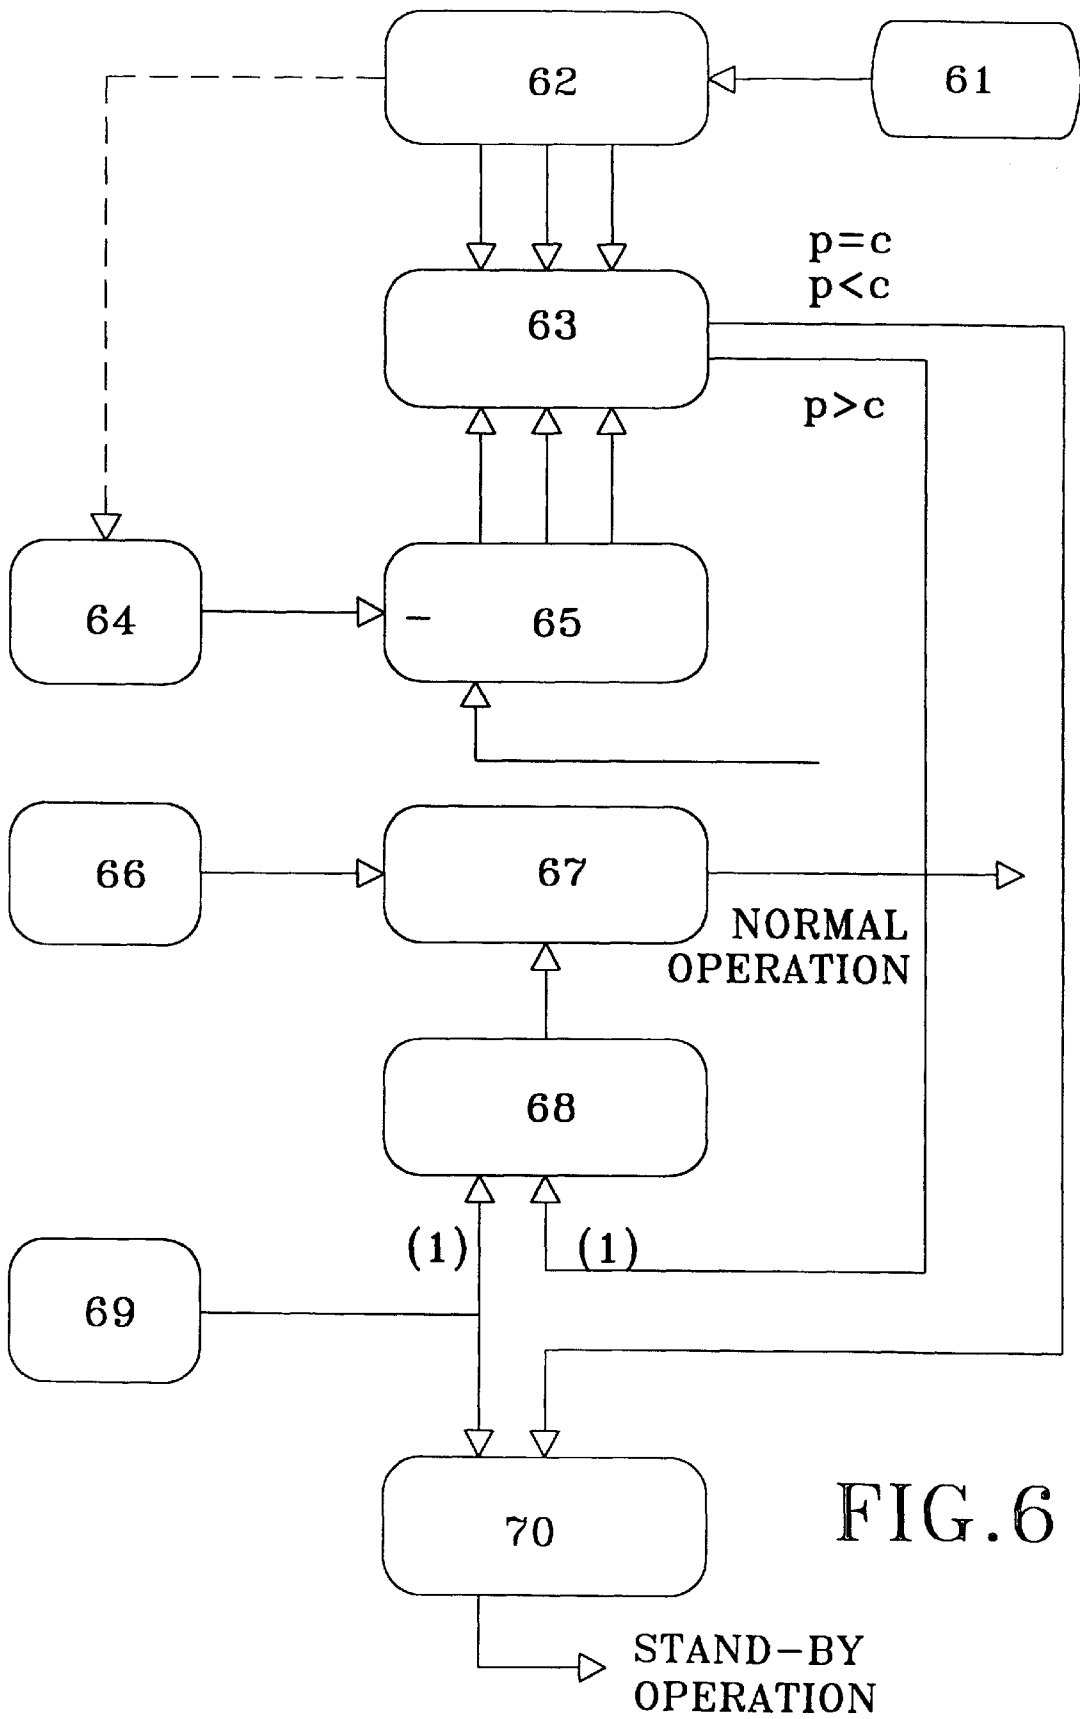 62
61
p=c
p<c
63
p>c
64
– 65
66
67
NORMAL
OPERATION
68
(1) (1)
69
70
FIG.6
STAND-BY
OPERATION